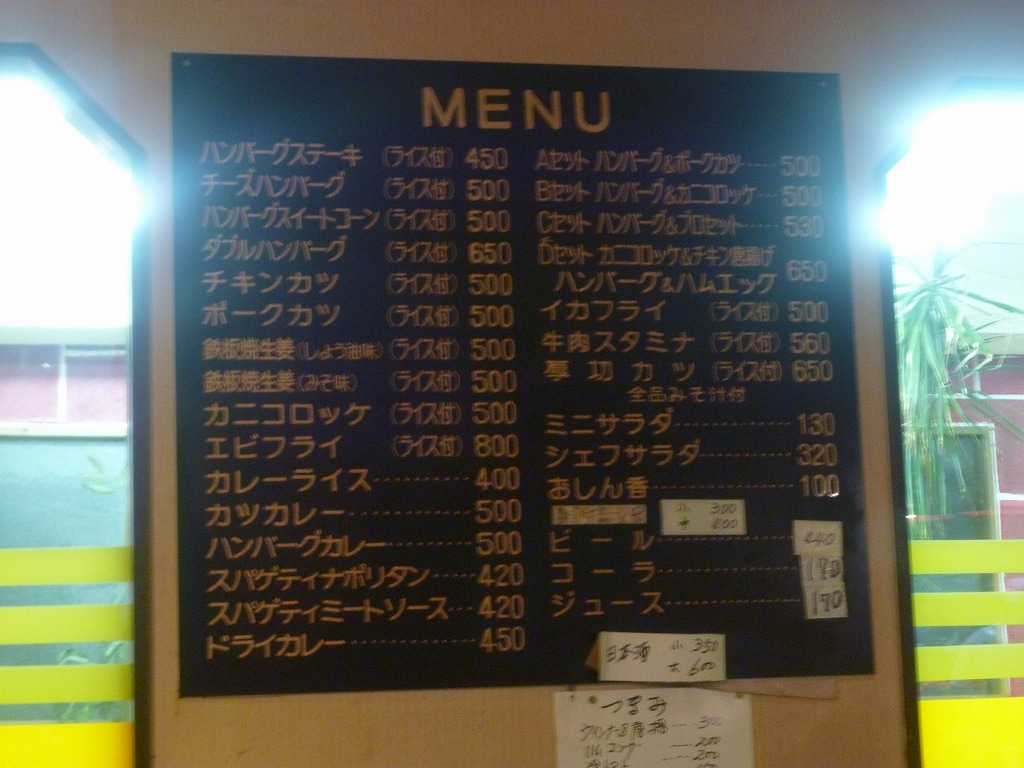 MENU
ハンバーグステーキ (ライス付) 450
チーズハンバーグ (ライス付) 500
ハンバーグスイートコーン (ライス付) 500
ダブルハンバーグ (ライス付) 650
チキンカツ (ライス付) 500
ポークカツ (ライス付) 500
鉄板焼生姜(しょう油味) (ライス付) 500
鉄板焼生姜(みそ味) (ライス付) 500
カニコロッケ (ライス付) 500
エビフライ (ライス付) 800
カレーライス 400
カツカレー 500
ハンバーグカレー 500
スパゲティナポリタン 420
スパゲティミートソース 420
ドライカレー 450
Aセット ハンバーグ&ポークカツ 500
Bセット ハンバーグ&カニコロッケ 500
Cセット ハンバーグ&プロセット 530
Dセット カニコロッケ&チキン唐揚げ
ハンバーグ&ハムエッグ 650
イカフライ (ライス付) 500
牛肉スタミナ (ライス付) 560
厚切カツ (ライス付) 650
全品みそ汁付
ミニサラダ 130
シェフサラダ 320
おしん香 100
小 300
中
ビール 440
コーラ 170
ジュース 170
日本酒 小 350
大 600
つまみ
300
200
200